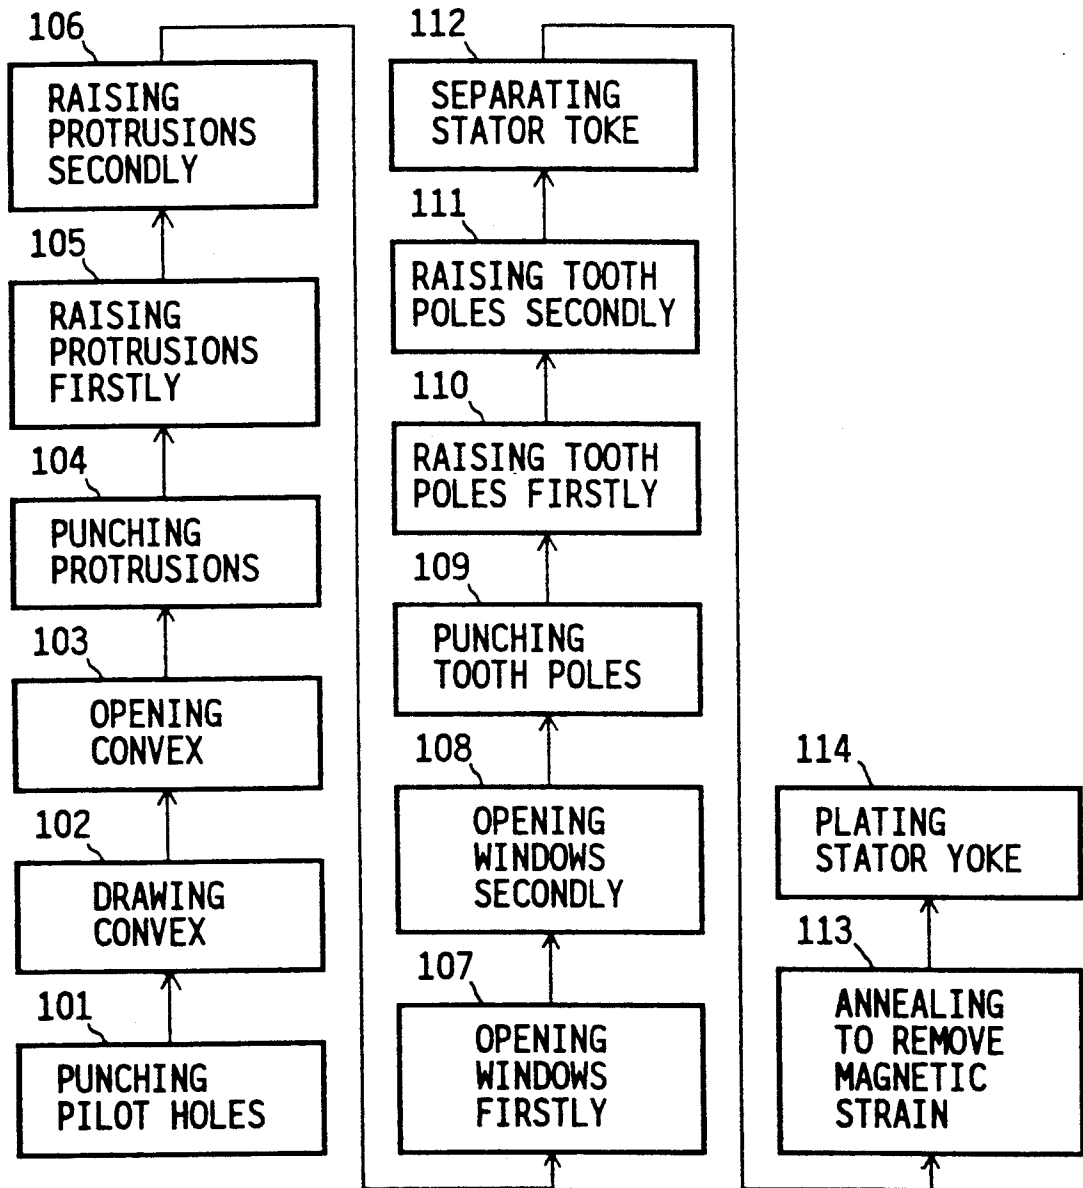 106
RAISING
PROTRUSIONS
SECONDLY
105
RAISING
PROTRUSIONS
FIRSTLY
104
PUNCHING
PROTRUSIONS
103
OPENING
CONVEX
102
DRAWING
CONVEX
101
PUNCHING
PILOT HOLES
112
SEPARATING
STATOR TOKE
111
RAISING TOOTH
POLES SECONDLY
110
RAISING TOOTH
POLES FIRSTLY
109
PUNCHING
TOOTH POLES
108
OPENING
WINDOWS
SECONDLY
107
OPENING
WINDOWS
FIRSTLY
114
PLATING
STATOR YOKE
113
ANNEALING
TO REMOVE
MAGNETIC
STRAIN